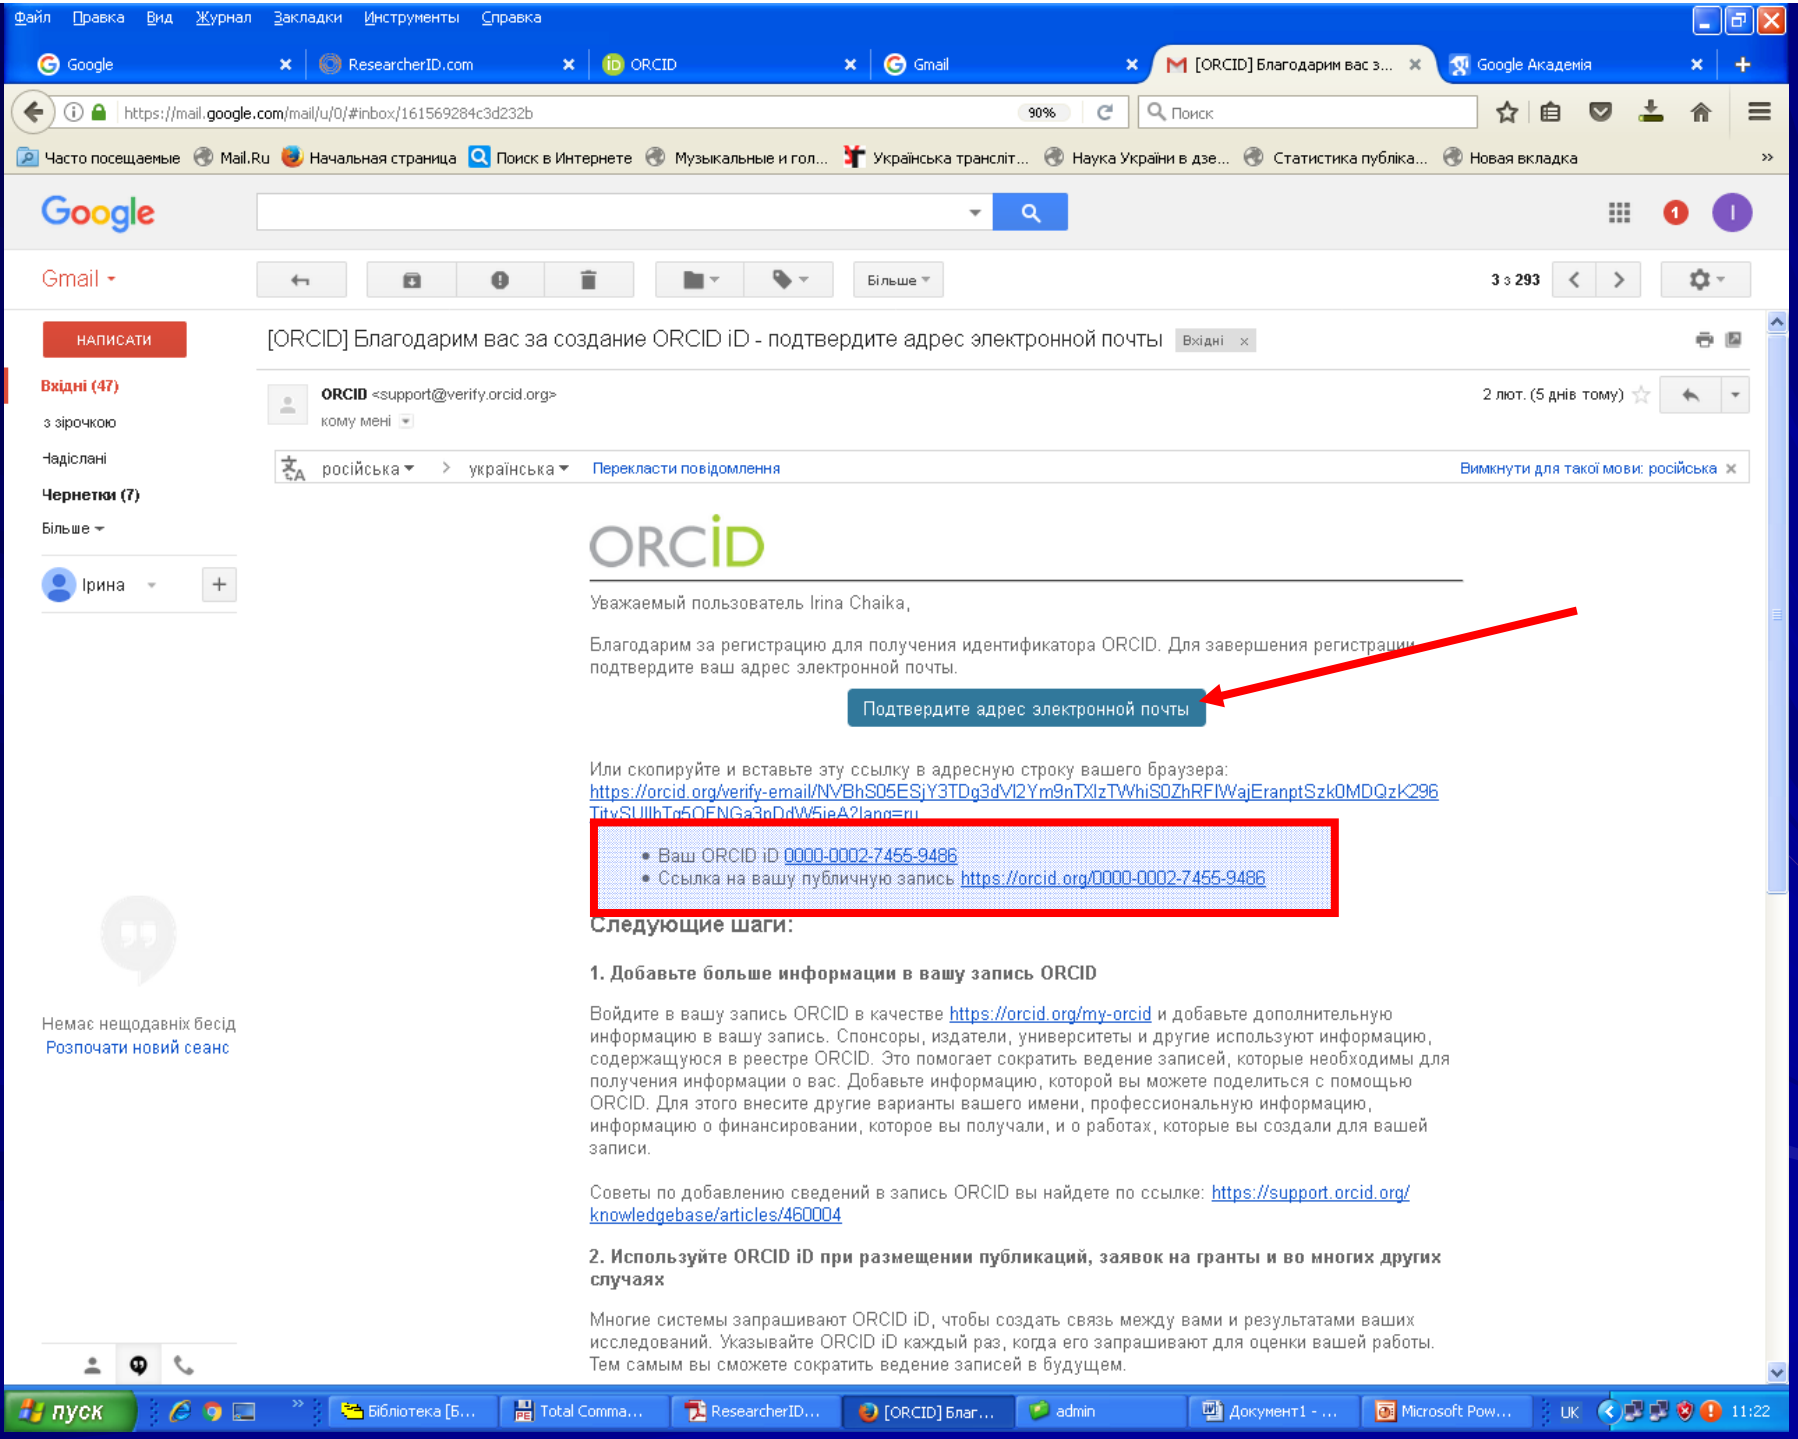 Файл Правка Вид Журнал Закладки Инструменты Справка
Google ResearcherID.com ORCID Gmail [ORCID] Благодарим вас з... Google Академія
https://mail.google.com/mail/u/0/#inbox/161569284c3d232b 90% Поиск
Часто посещаемые Mail.Ru Начальная страница Поиск в Интернете Музыкальные и гол... Українська трансліт... Наука України в дзе... Статистика публіка... Новая вкладка
Google 1 I
Gmail Більше 3 з 293
НАПИСАТИ
[ORCID] Благодарим вас за создание ORCID iD - подтвердите адрес электронной почты Вхідні x
Вхідні (47)
з зірочкою
Надіслані
Чернетки (7)
Більше
Ірина
ORCID <support@verify.orcid.org> 2 лют. (5 днів тому)
кому мені
російська > українська Перекласти повідомлення Вимкнути для такої мови: російська
ORCID
Уважаемый пользователь Irina Chaika,
Благодарим за регистрацию для получения идентификатора ORCID. Для завершения регистрации
подтвердите ваш адрес электронной почты.
Подтвердите адрес электронной почты
Или скопируйте и вставьте эту ссылку в адресную строку вашего браузера:
https://orcid.org/verify-email/
• Ваш ORCID iD 0000-0002-7455-9486
• Ссылка на вашу публичную запись https://orcid.org/0000-0002-7455-9486
Следующие шаги:
1. Добавьте больше информации в вашу запись ORCID
Войдите в вашу запись ORCID в качестве https://orcid.org/my-orcid и добавьте дополнительную
информацию в вашу запись. Спонсоры, издатели, университеты и другие используют информацию,
содержащуюся в реестре ORCID. Это помогает сократить ведение записей, которые необходимы для
получения информации о вас. Добавьте информацию, которой вы можете поделиться с помощью
ORCID. Для этого внесите другие варианты вашего имени, профессиональную информацию,
информацию о финансировании, которое вы получали, и о работах, которые вы создали для вашей
записи.
Советы по добавлению сведений в запись ORCID вы найдете по ссылке: https://support.orcid.org/
knowledgebase/articles/460004
2. Используйте ORCID iD при размещении публикаций, заявок на гранты и во многих других
случаях
Многие системы запрашивают ORCID iD, чтобы создать связь между вами и результатами ваших
исследований. Указывайте ORCID iD каждый раз, когда его запрашивают для оценки вашей работы.
Тем самым вы сможете сократить ведение записей в будущем.
Немає нещодавніх бесід
Розпочати новий сеанс
пуск Бібліотека [Б... Total Comma... ResearcherID... [ORCID] Благ... admin Документ1 - ... Microsoft Pow... UK 11:22